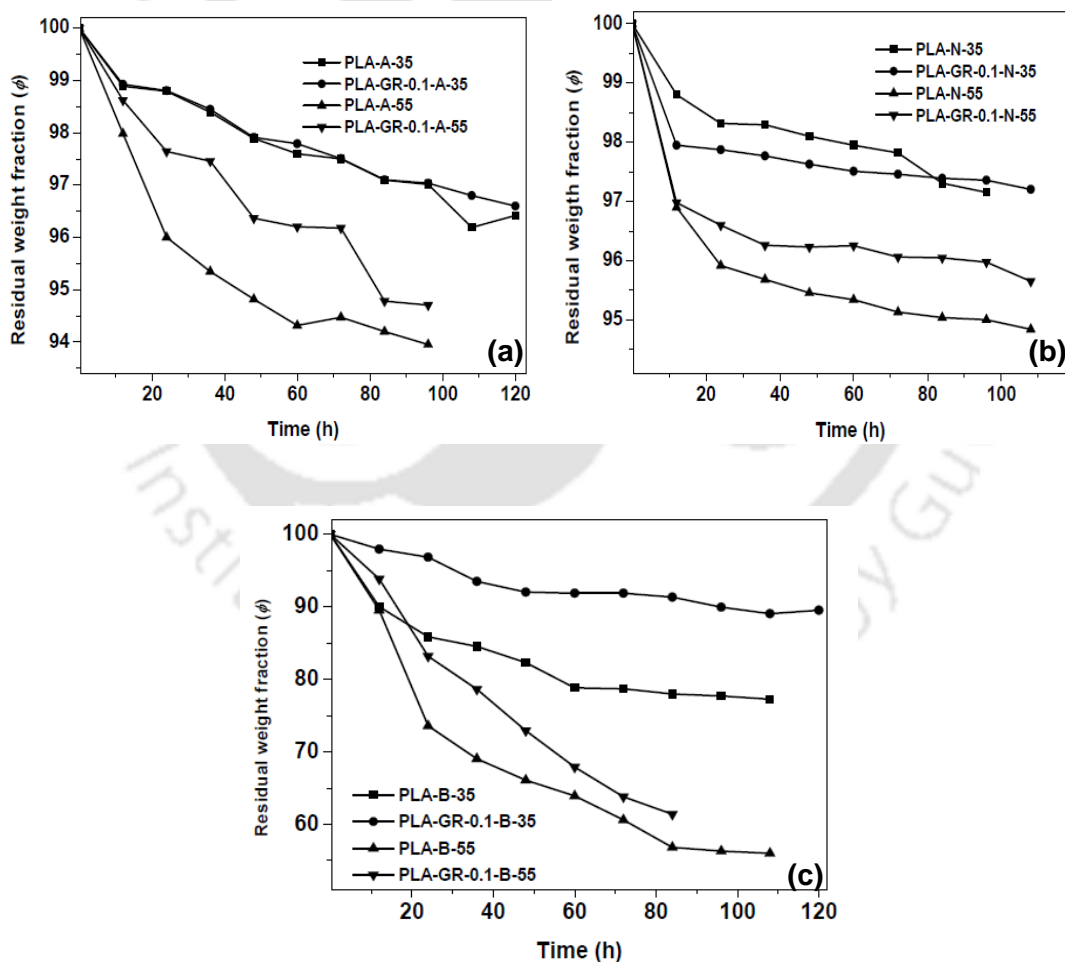 100
99
98
97
96
95
94
20 40 60 80 100 120
Time (h)
Residual weight fraction (ϕ)
PLA-A-35
PLA-GR-0.1-A-35
PLA-A-55
PLA-GR-0.1-A-55
(a)
100
99
98
97
96
95
20 40 60 80 100
Time (h)
Residual weigth fraction (ϕ)
PLA-N-35
PLA-GR-0.1-N-35
PLA-N-55
PLA-GR-0.1-N-55
(b)
100
90
80
70
60
20 40 60 80 100 120
Time (h)
Residual weight fraction (ϕ)
PLA-B-35
PLA-GR-0.1-B-35
PLA-B-55
PLA-GR-0.1-B-55
(c)